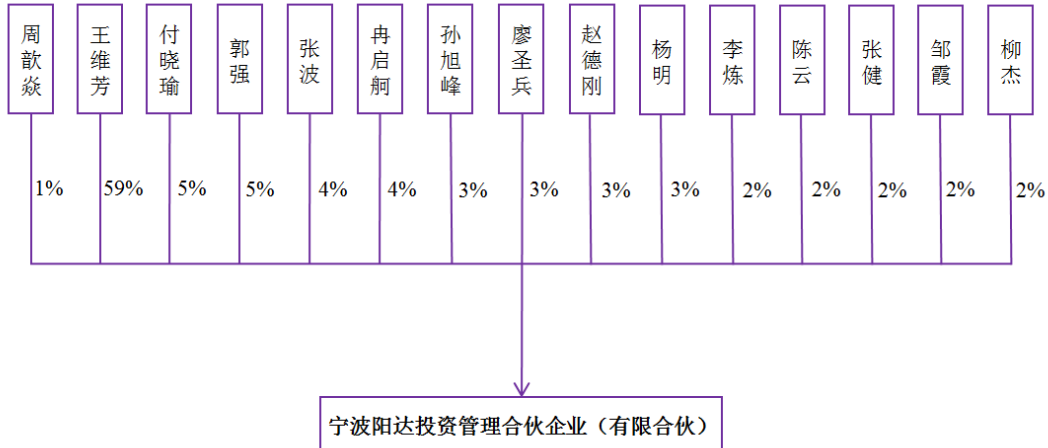 周歆焱
王维芳
付晓瑜
郭强
张波
冉启舸
孙旭峰
廖圣兵
赵德刚
杨明
李炼
陈云
张健
邹霞
柳杰
1%
59%
5%
5%
4%
4%
3%
3%
3%
3%
2%
2%
2%
2%
2%
宁波阳达投资管理合伙企业（有限合伙）